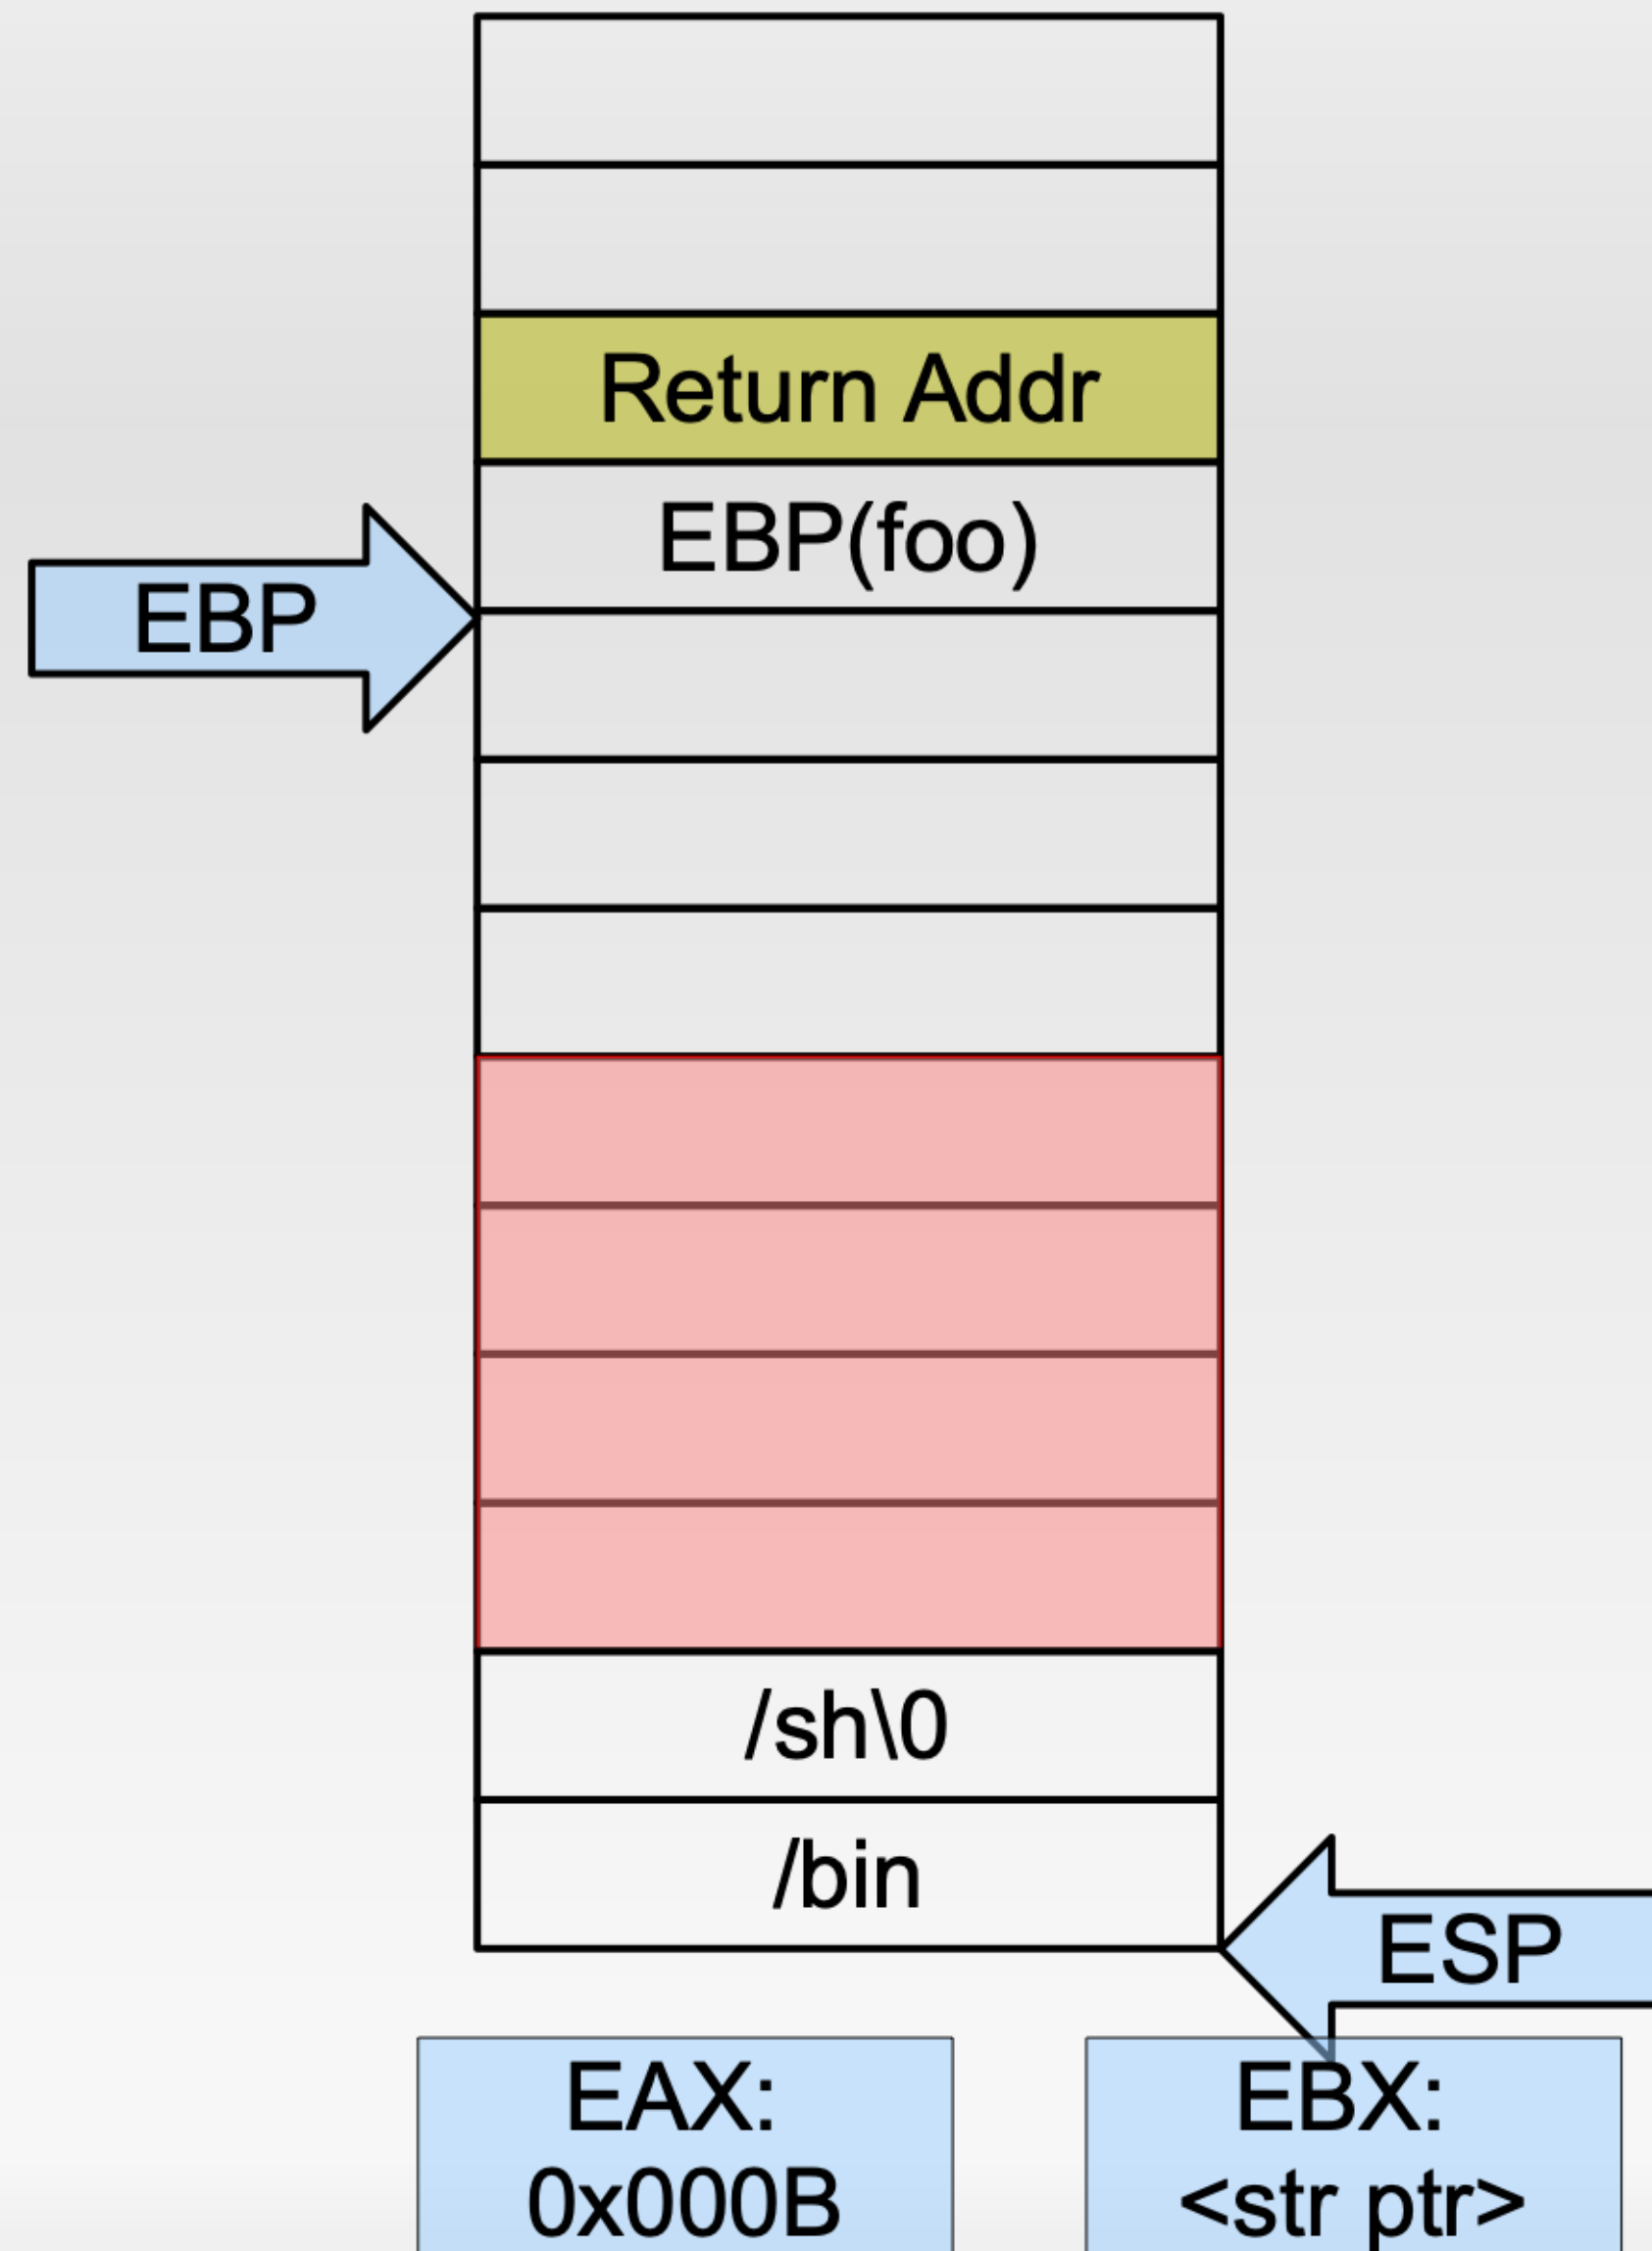 Return Addr
EBP(foo)
EBP
/sh\0
/bin
ESP
EAX:
0x000B
EBX:
<str ptr>